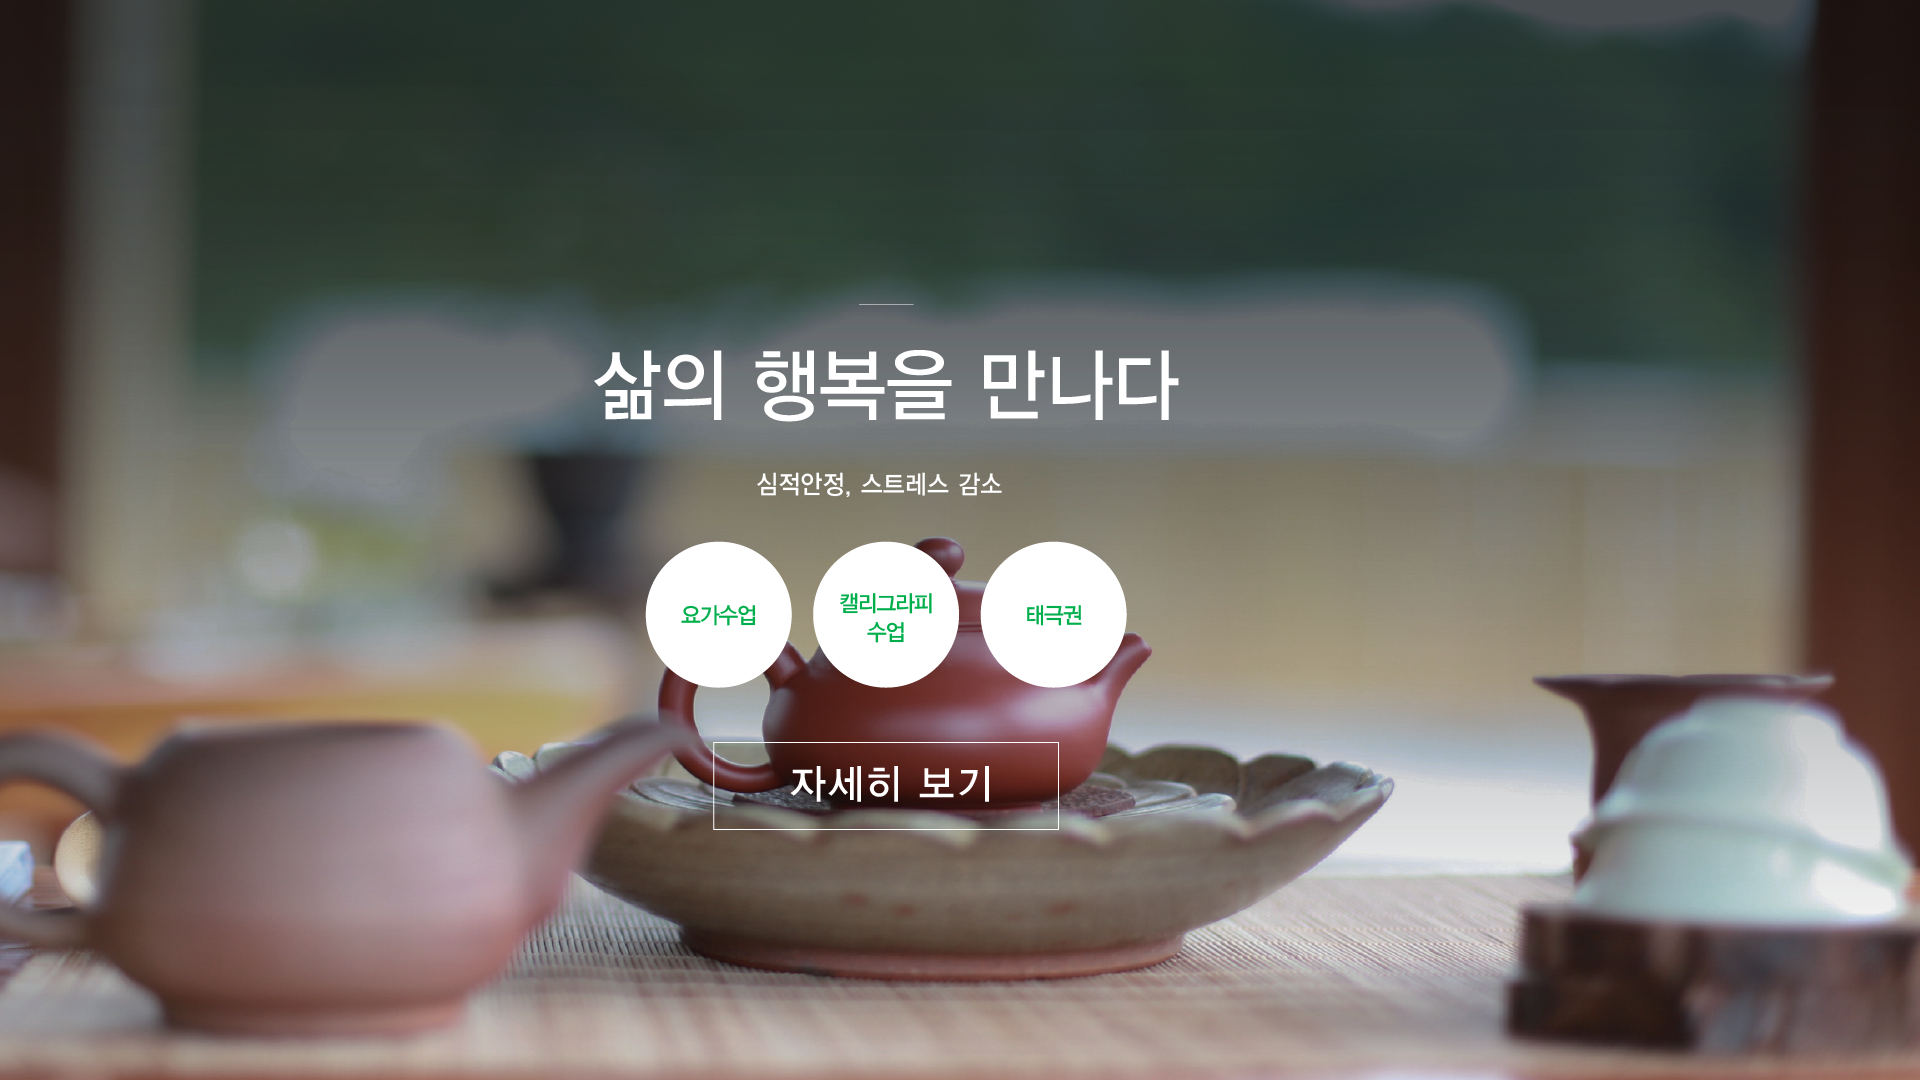 삶의 행복을 만나다
심적안정, 스트레스 감소
요가수업
캘리그라피
수업
태극권
자세히 보기